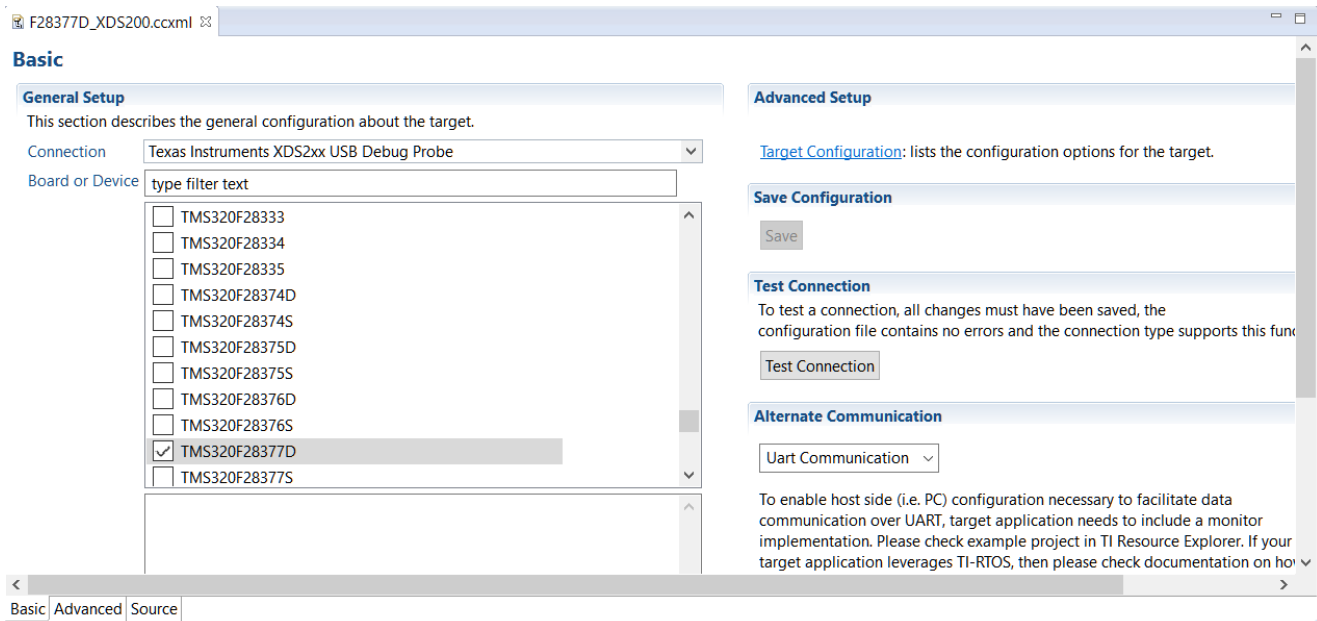 F28377D_XDS200.ccxml
Basic
General Setup
This section describes the general configuration about the target.
Connection
Texas Instruments XDS2xx USB Debug Probe
Board or Device
type filter text
TMS320F28333
TMS320F28334
TMS320F28335
TMS320F28374D
TMS320F28374S
TMS320F28375D
TMS320F28375S
TMS320F28376D
TMS320F28376S
TMS320F28377D
TMS320F28377S
Advanced Setup
Target Configuration: lists the configuration options for the target.
Save Configuration
Save
Test Connection
To test a connection, all changes must have been saved, the
configuration file contains no errors and the connection type supports this func
Test Connection
Alternate Communication
Uart Communication
To enable host side (i.e. PC) configuration necessary to facilitate data
communication over UART, target application needs to include a monitor
implementation. Please check example project in TI Resource Explorer. If your
target application leverages TI-RTOS, then please check documentation on how
Basic Advanced Source